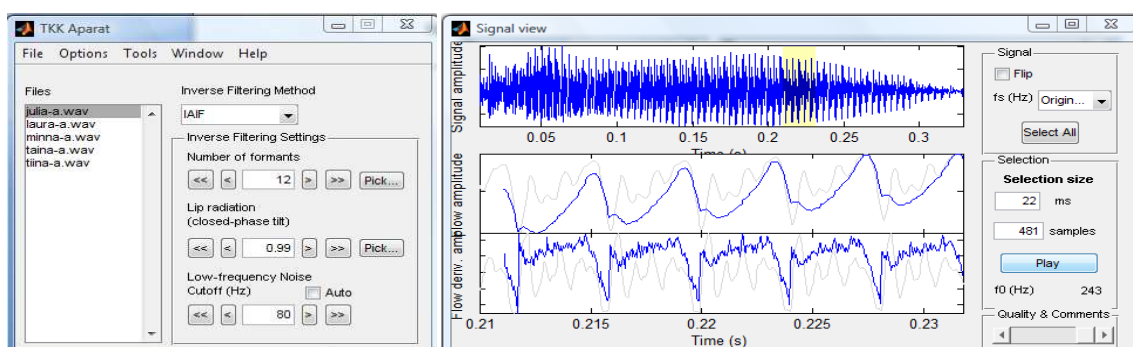 TKK Aparat
File Options Tools Window Help
Files
julia-a.wav
laura-a.wav
minna-a.wav
taina-a.wav
tiina-a.wav
Inverse Filtering Method
IAIF
Inverse Filtering Settings
Number of formants
<< < 12 > >> Pick...
Lip radiation
(closed-phase tilt)
<< < 0.99 > >> Pick...
Low-frequency Noise
Cutoff (Hz) Auto
<< < 80 > >>
Signal view
Signal amplitude
0.05 0.1 0.15 0.2 0.25 0.3
Time (s)
amplitude
Flow deriv.
0.21 0.215 0.22 0.225 0.23
Time (s)
Signal
Flip
fs (Hz) Origin...
Select All
Selection
Selection size
22 ms
481 samples
Play
f0 (Hz) 243
Quality & Comments